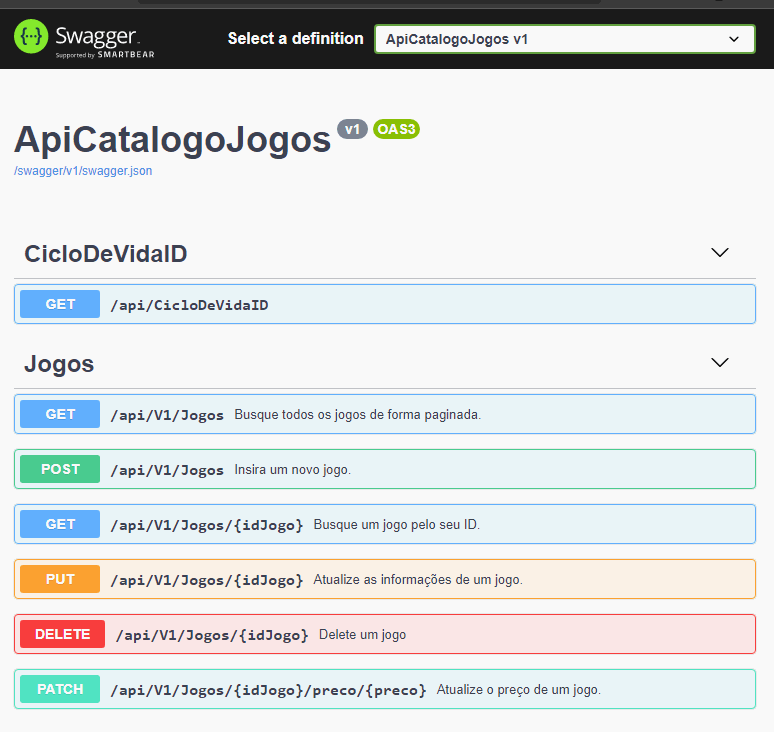 Swagger.
Supported by SMARTBEAR
Select a definition
ApiCatalogoJogos v1
ApiCatalogoJogos v1 OAS3
/swagger/v1/swagger.json
CicloDeVidaID
GET /api/CicloDeVidaID
Jogos
GET /api/V1/Jogos Busque todos os jogos de forma paginada.
POST /api/V1/Jogos Insira um novo jogo.
GET /api/V1/Jogos/{idJogo} Busque um jogo pelo seu ID.
PUT /api/V1/Jogos/{idJogo} Atualize as informações de um jogo.
DELETE /api/V1/Jogos/{idJogo} Delete um jogo
PATCH /api/V1/Jogos/{idJogo}/preco/{preco} Atualize o preço de um jogo.